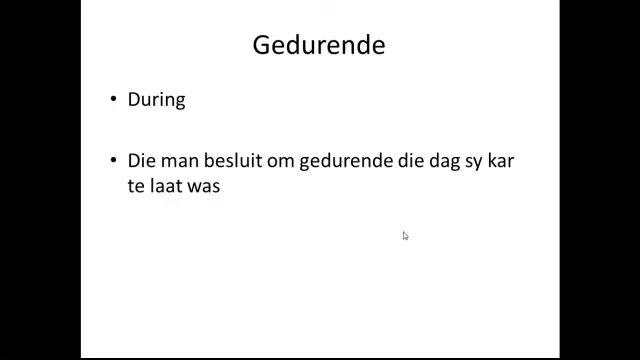 Gedurende
• During
• Die man besluit om gedurende die dag sy kar
te laat was